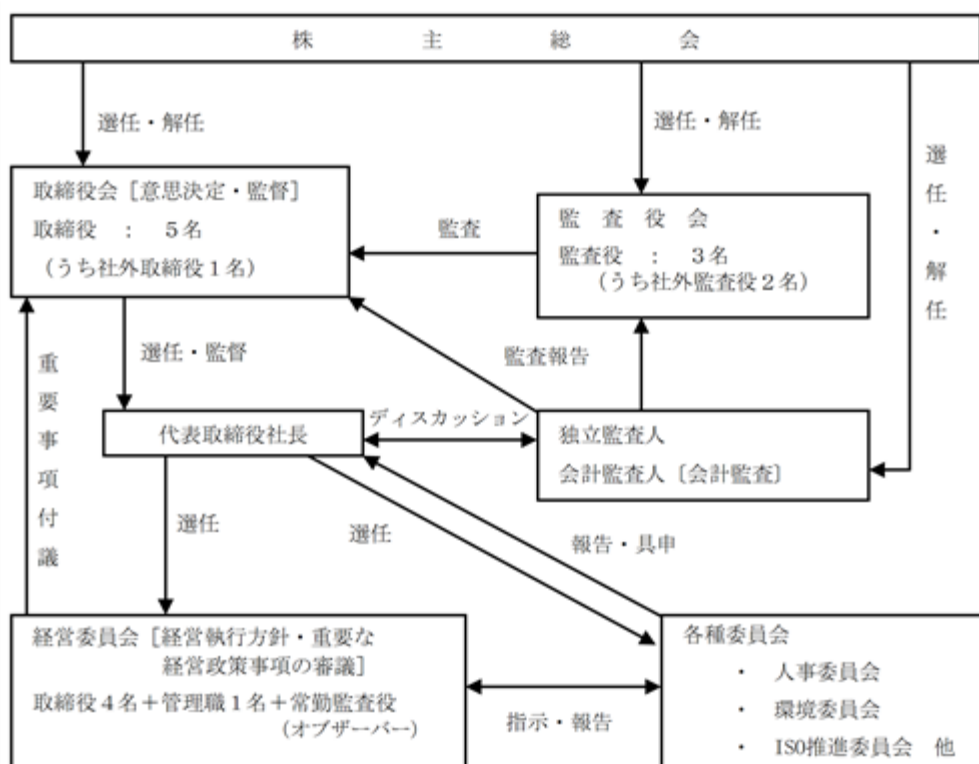 株主総会
選任・解任
選任・解任
選任・解任
取締役会［意思決定・監督］
取締役　：　５名
（うち社外取締役１名）
監査
監査役会
監査役　：　３名
（うち社外監査役２名）
選任・監督
監査報告
重要事項付議
代表取締役社長
ディスカッション
独立監査人
会計監査人〔会計監査〕
選任
選任
報告・具申
経営委員会［経営執行方針・重要な
経営政策事項の審議］
取締役４名＋管理職１名＋常勤監査役
（オブザーバー）
指示・報告
各種委員会
・　人事委員会
・　環境委員会
・　ISO推進委員会　他